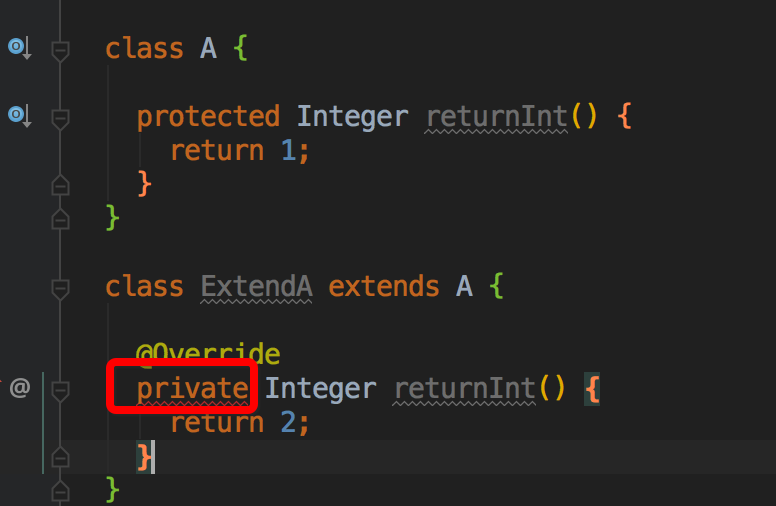 class A {
protected Integer returnInt() {
return 1;
}
}
class ExtendA extends A {
@Override
private Integer returnInt() {
return 2;
}
}